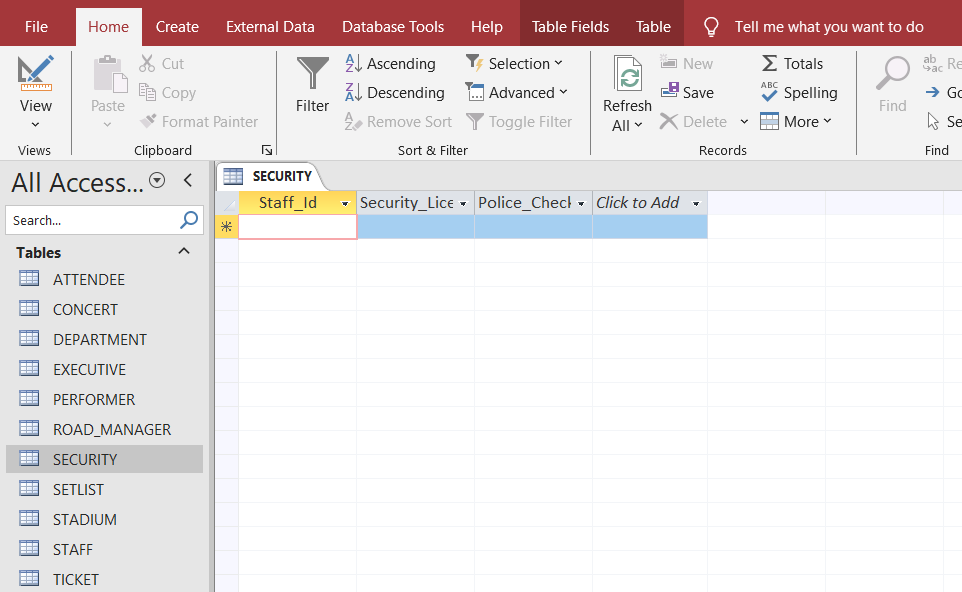 File Home Create External Data Database Tools Help Table Fields Table Tell me what you want to do
View
Views
Paste
Cut
Copy
Format Painter
Clipboard
Filter
Ascending
Descending
Remove Sort
Selection
Advanced
Toggle Filter
Sort & Filter
Refresh
All
New
Save
Delete
Totals
Spelling
More
Records
Find
Re
Go
Se
Find
All Access...
Search...
Tables
ATTENDEE
CONCERT
DEPARTMENT
EXECUTIVE
PERFORMER
ROAD_MANAGER
SECURITY
SETLIST
STADIUM
STAFF
TICKET
SECURITY
Staff_Id Security_Lice Police_Check Click to Add